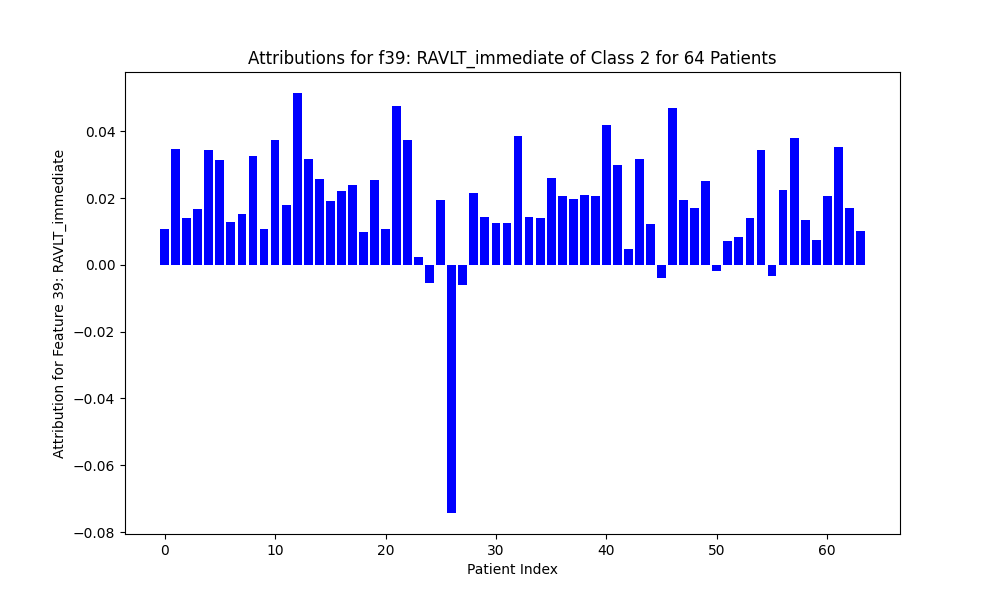 Attributions for f39: RAVLT_immediate of Class 2 for 64 Patients
Attribution for Feature 39: RAVLT_immediate
0.04
0.02
0.00
−0.02
−0.04
−0.06
−0.08
0 10 20 30 40 50 60
Patient Index